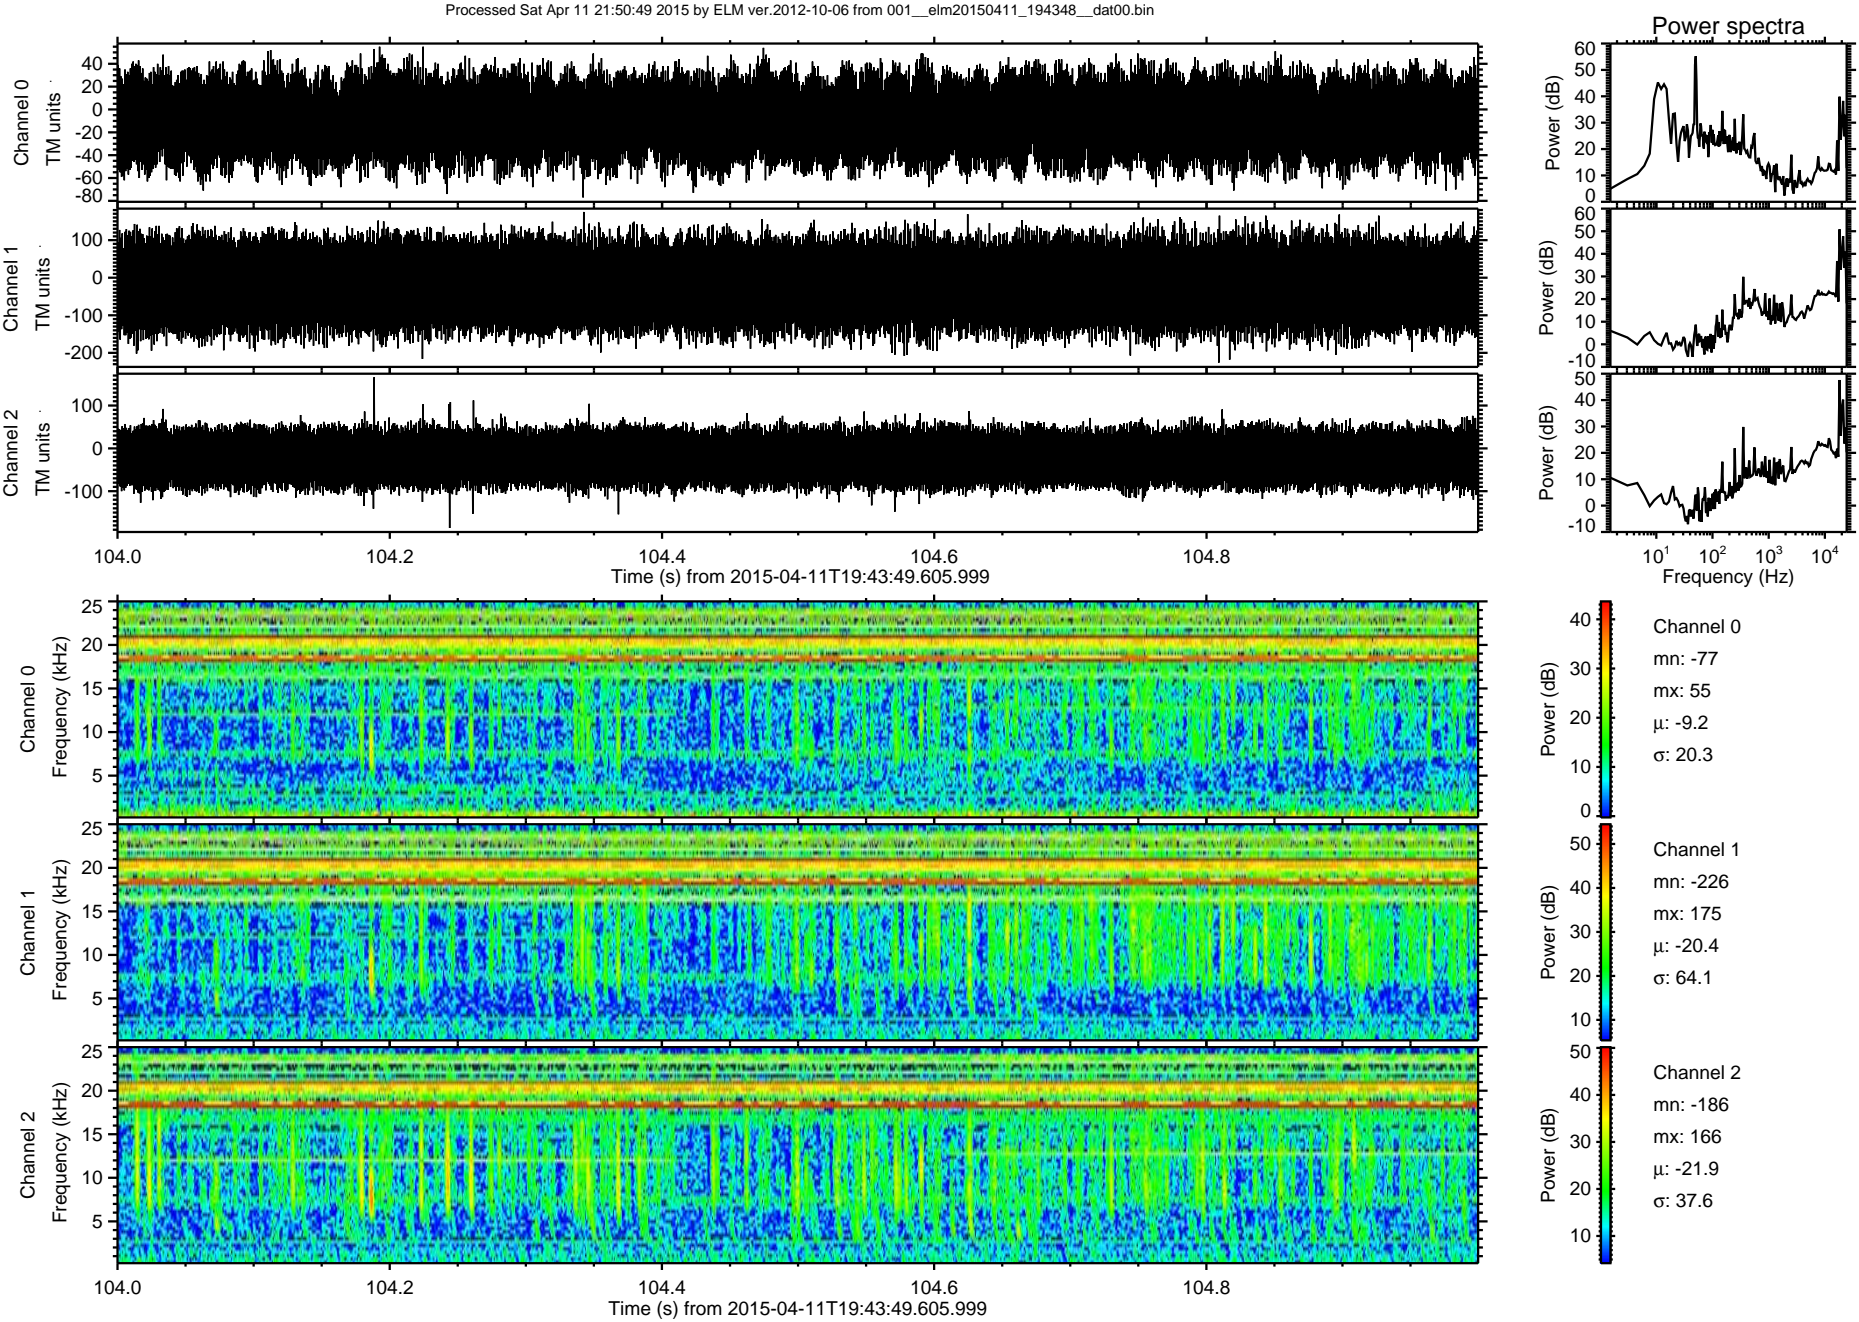 Processed Sat Apr 11 21:50:49 2015 by ELM ver.2012-10-06 from 001__elm20150411_194348__dat00.bin
Power spectra
Channel 0
TM units
40
20
0
-20
-40
-60
-80
Power (dB)
60
50
40
30
20
10
0
Channel 1
TM units
100
0
-100
-200
Power (dB)
60
50
40
30
20
10
0
-10
Channel 2
TM units
100
0
-100
Power (dB)
50
40
30
20
10
0
-10
104.0 104.2 104.4 104.6 104.8
Time (s) from 2015-04-11T19:43:49.605.999
10^1 10^2 10^3 10^4
Frequency (Hz)
Channel 0
Frequency (kHz)
25
20
15
10
5
Power (dB)
40
30
20
10
0
Channel 0
mn: -77
mx: 55
μ: -9.2
σ: 20.3
Channel 1
Frequency (kHz)
25
20
15
10
5
Power (dB)
50
40
30
20
10
Channel 1
mn: -226
mx: 175
μ: -20.4
σ: 64.1
Channel 2
Frequency (kHz)
25
20
15
10
5
Power (dB)
50
40
30
20
10
Channel 2
mn: -186
mx: 166
μ: -21.9
σ: 37.6
104.0 104.2 104.4 104.6 104.8
Time (s) from 2015-04-11T19:43:49.605.999